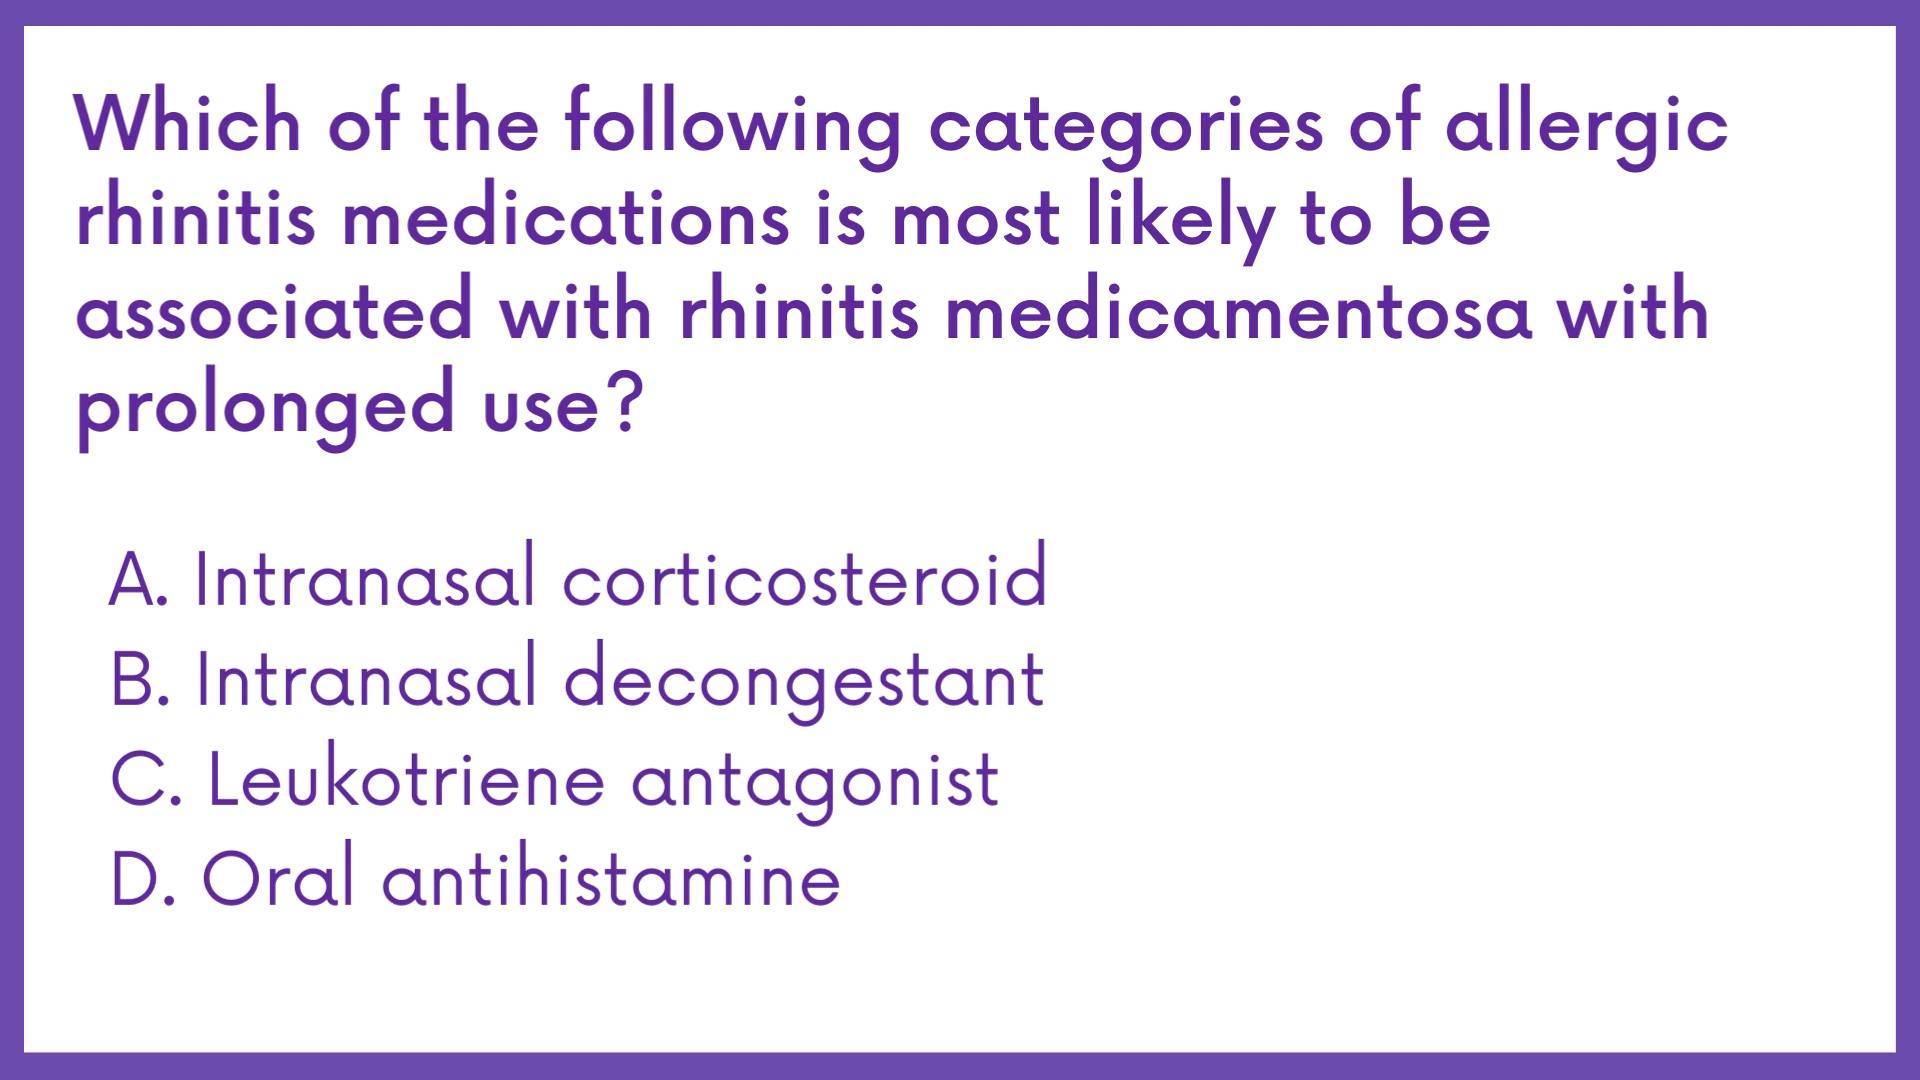 Which of the following categories of allergic
rhinitis medications is most likely to be
associated with rhinitis medicamentosa with
prolonged use?
A. Intranasal corticosteroid
B. Intranasal decongestant
C. Leukotriene antagonist
D. Oral antihistamine